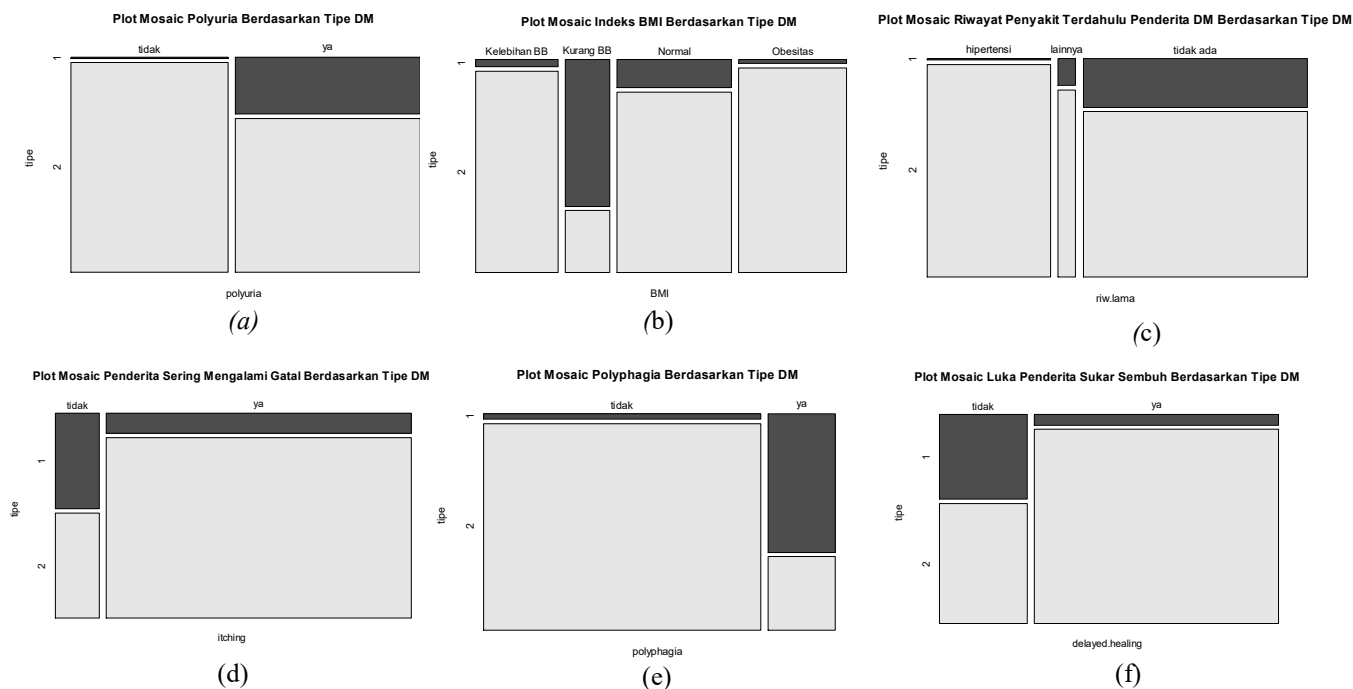 Plot Mosaic Polyuria Berdasarkan Tipe DM
tidak ya
1
2
tipe
polyuria
(a)
Plot Mosaic Indeks BMI Berdasarkan Tipe DM
Kelebihan BB Kurang BB Normal Obesitas
1
2
tipe
BMI
(b)
Plot Mosaic Riwayat Penyakit Terdahulu Penderita DM Berdasarkan Tipe DM
hipertensi lainnya tidak ada
1
2
tipe
riw.lama
(c)
Plot Mosaic Penderita Sering Mengalami Gatal Berdasarkan Tipe DM
tidak ya
1
2
tipe
itching
(d)
Plot Mosaic Polyphagia Berdasarkan Tipe DM
tidak ya
1
2
tipe
polyphagia
(e)
Plot Mosaic Luka Penderita Sukar Sembuh Berdasarkan Tipe DM
tidak ya
1
2
tipe
delayed.healing
(f)